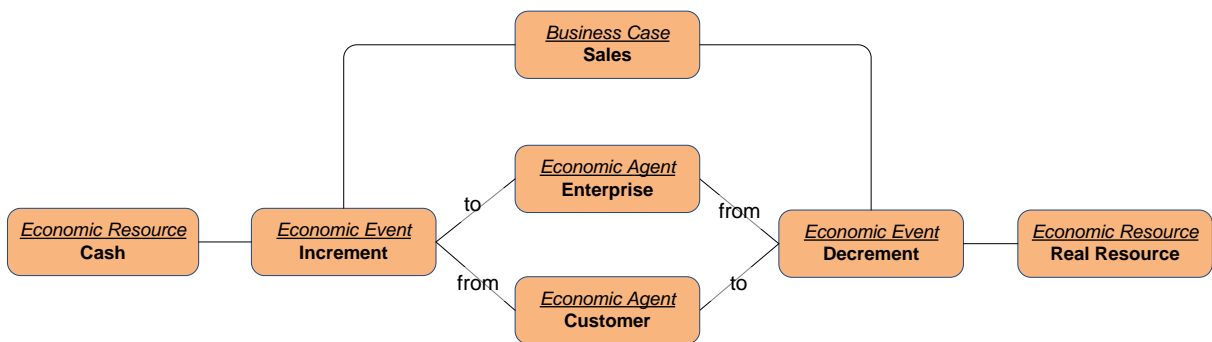 Business Case
Sales
Economic Agent
Enterprise
to
from
Economic Resource
Cash
Economic Event
Increment
Economic Event
Decrement
Economic Resource
Real Resource
from
to
Economic Agent
Customer